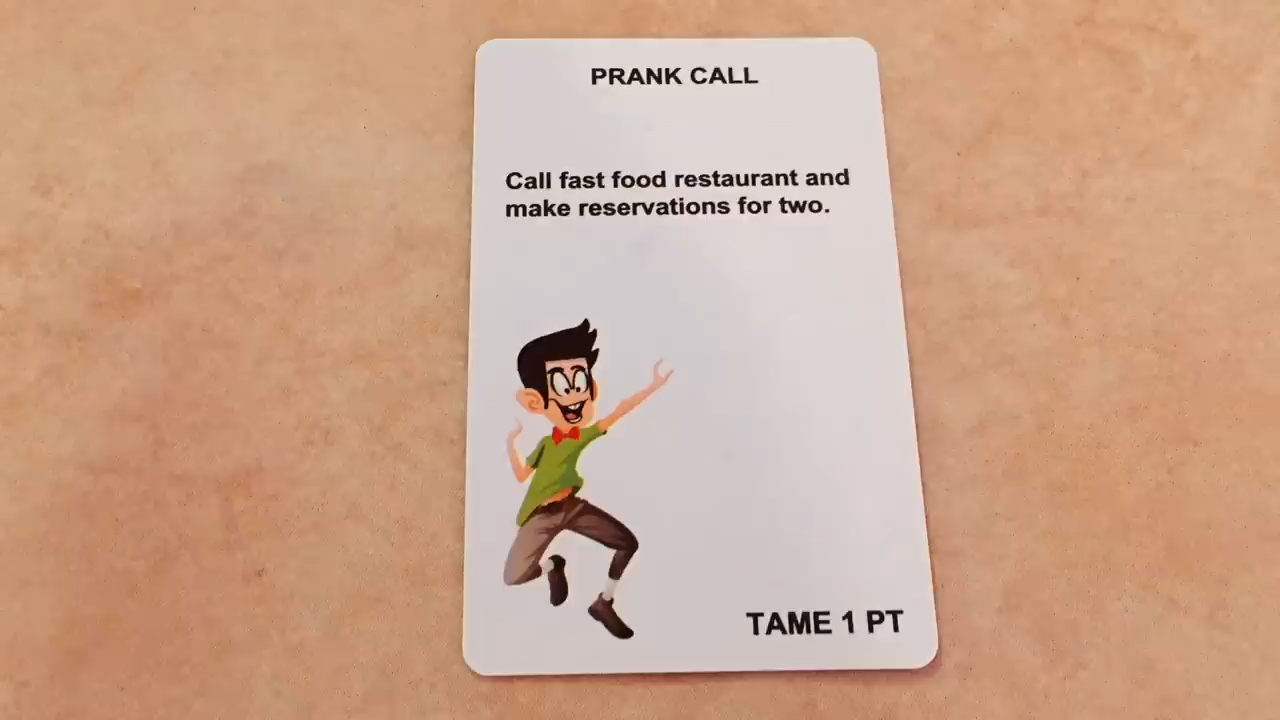 PRANK CALL
Call fast food restaurant and
make reservations for two.
TAME 1 PT